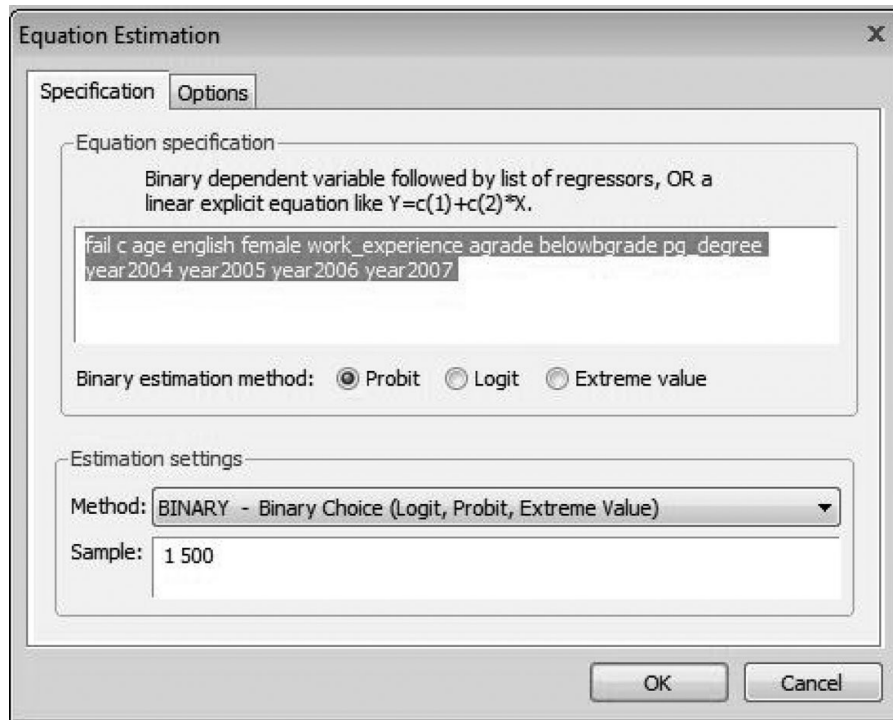 Equation Estimation
Specification
Options
Equation specification
Binary dependent variable followed by list of regressors, OR a
linear explicit equation like Y=c(1)+c(2)*X.
fail c age english female work_experience agrade belowbgrade pg_degree
year2004 year2005 year2006 year2007
Binary estimation method: Probit Logit Extreme value
Estimation settings
Method: BINARY - Binary Choice (Logit, Probit, Extreme Value)
Sample: 1 500
OK Cancel